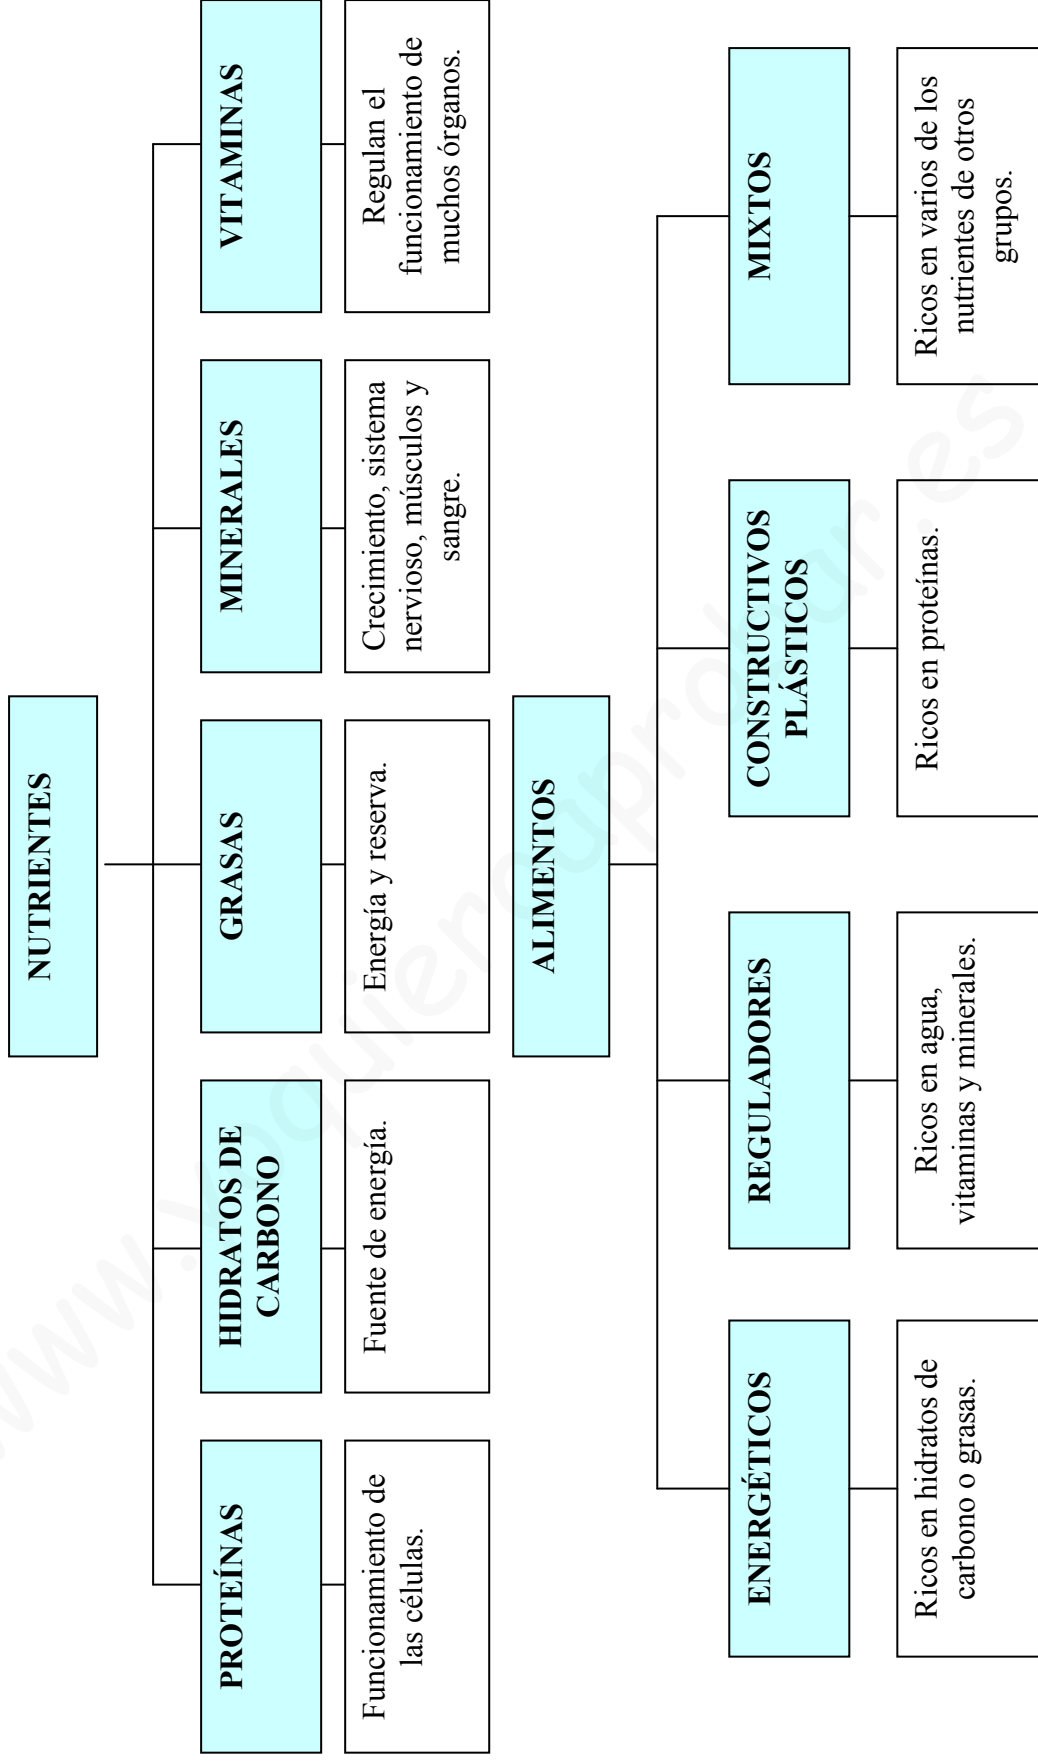 NUTRIENTES
PROTEÍNAS
HIDRATOS DE
CARBONO
GRASAS
MINERALES
VITAMINAS
Funcionamiento de
las células.
Fuente de energía.
Energía y reserva.
Crecimiento, sistema
nervioso, músculos y
sangre.
Regulan el
funcionamiento de
muchos órganos.
ALIMENTOS
ENERGÉTICOS
REGULADORES
CONSTRUCTIVOS
PLÁSTICOS
MIXTOS
Ricos en hidratos de
carbono o grasas.
Ricos en agua,
vitaminas y minerales.
Ricos en proteínas.
Ricos en varios de los
nutrientes de otros
grupos.
www.yoquieroaprobar.es